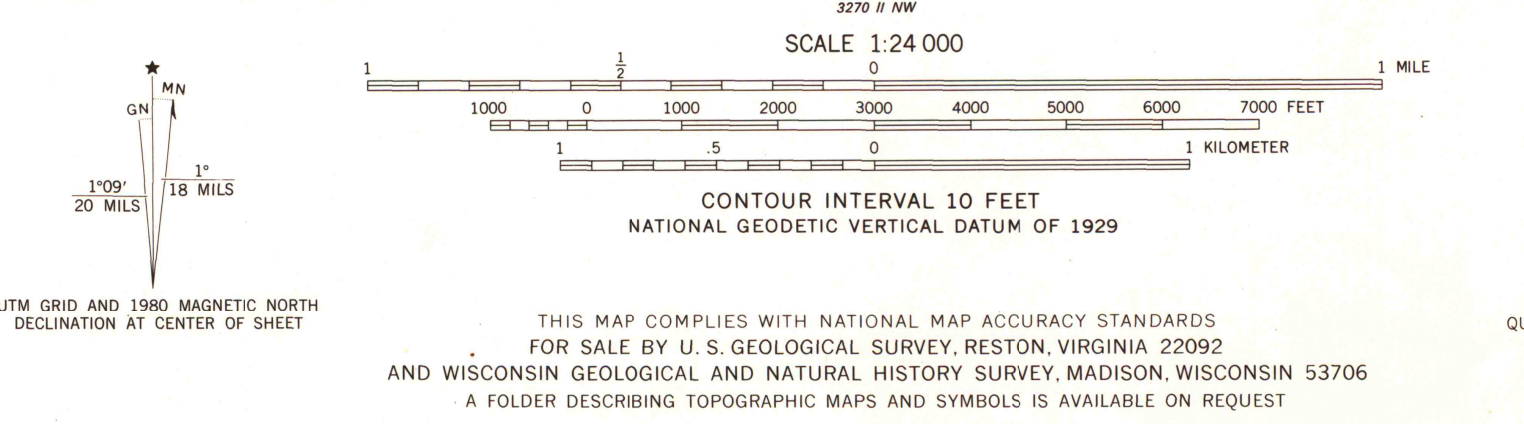 3270 II NW
SCALE 1:24 000
1 1/2 0 1 MILE
1000 0 1000 2000 3000 4000 5000 6000 7000 FEET
1 .5 0 1 KILOMETER
CONTOUR INTERVAL 10 FEET
NATIONAL GEODETIC VERTICAL DATUM OF 1929
★
MN
GN
1°
18 MILS
1°09′
20 MILS
UTM GRID AND 1980 MAGNETIC NORTH
DECLINATION AT CENTER OF SHEET
THIS MAP COMPLIES WITH NATIONAL MAP ACCURACY STANDARDS
FOR SALE BY U. S. GEOLOGICAL SURVEY, RESTON, VIRGINIA 22092
AND WISCONSIN GEOLOGICAL AND NATURAL HISTORY SURVEY, MADISON, WISCONSIN 53706
A FOLDER DESCRIBING TOPOGRAPHIC MAPS AND SYMBOLS IS AVAILABLE ON REQUEST